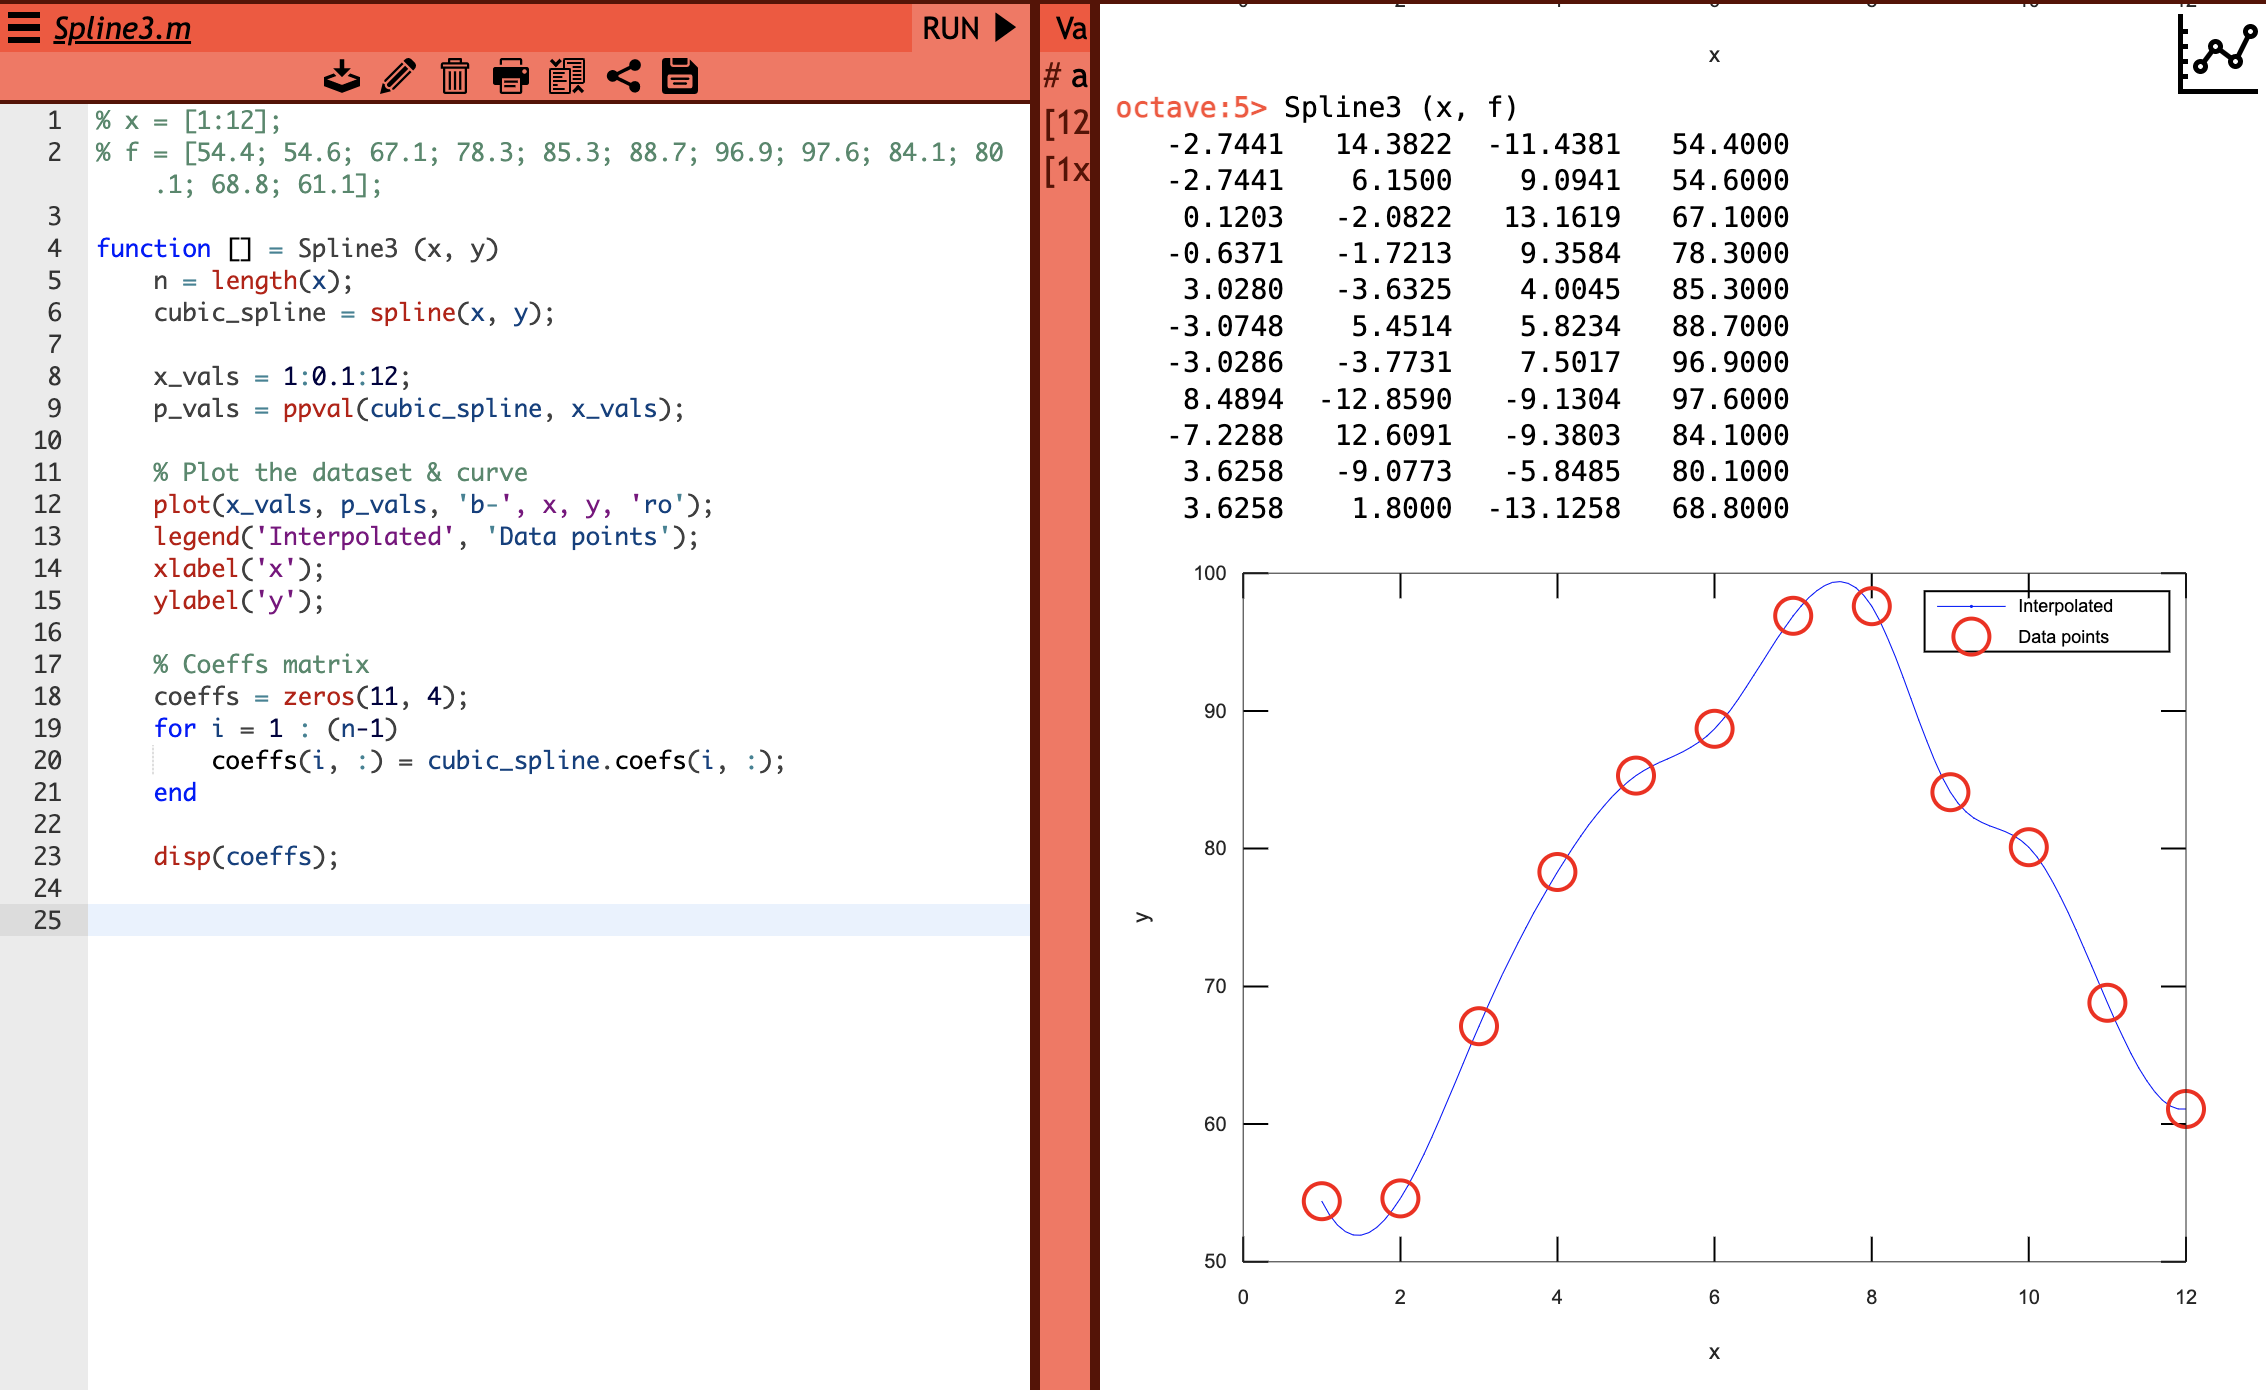 Spline3.m
RUN
1 % x = [1:12];
2 % f = [54.4; 54.6; 67.1; 78.3; 85.3; 88.7; 96.9; 97.6; 84.1; 80
.1; 68.8; 61.1];
3
4 function [] = Spline3 (x, y)
5 n = length(x);
6 cubic_spline = spline(x, y);
7
8 x_vals = 1:0.1:12;
9 p_vals = ppval(cubic_spline, x_vals);
10
11 % Plot the dataset & curve
12 plot(x_vals, p_vals, 'b-', x, y, 'ro');
13 legend('Interpolated', 'Data points');
14 xlabel('x');
15 ylabel('y');
16
17 % Coeffs matrix
18 coeffs = zeros(11, 4);
19 for i = 1 : (n-1)
20 coeffs(i, :) = cubic_spline.coefs(i, :);
21 end
22
23 disp(coeffs);
24
25
Va
# a
[12
[1x
x
octave:5> Spline3 (x, f)
-2.7441 14.3822 -11.4381 54.4000
-2.7441 6.1500 9.0941 54.6000
0.1203 -2.0822 13.1619 67.1000
-0.6371 -1.7213 9.3584 78.3000
3.0280 -3.6325 4.0045 85.3000
-3.0748 5.4514 5.8234 88.7000
-3.0286 -3.7731 7.5017 96.9000
8.4894 -12.8590 -9.1304 97.6000
-7.2288 12.6091 -9.3803 84.1000
3.6258 -9.0773 -5.8485 80.1000
3.6258 1.8000 -13.1258 68.8000
100
Interpolated
Data points
90
80
y
70
60
50
0 2 4 6 8 10 12
x